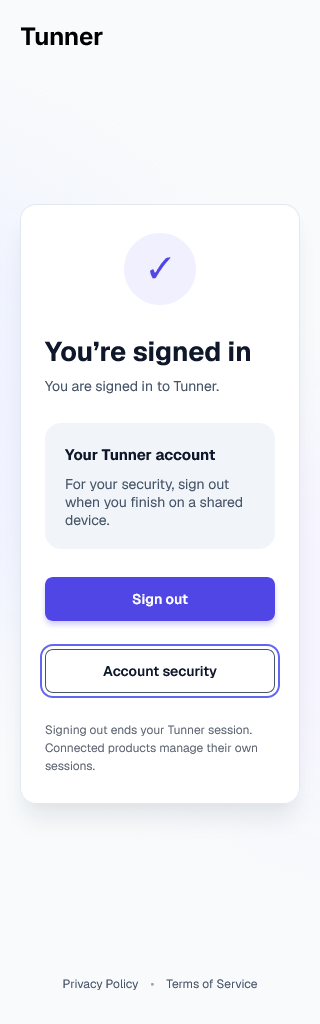 Tunner
✓
You’re signed in
You are signed in to Tunner.
Your Tunner account
For your security, sign out
when you finish on a shared
device.
Sign out
Account security
Signing out ends your Tunner session.
Connected products manage their own
sessions.
Privacy Policy • Terms of Service